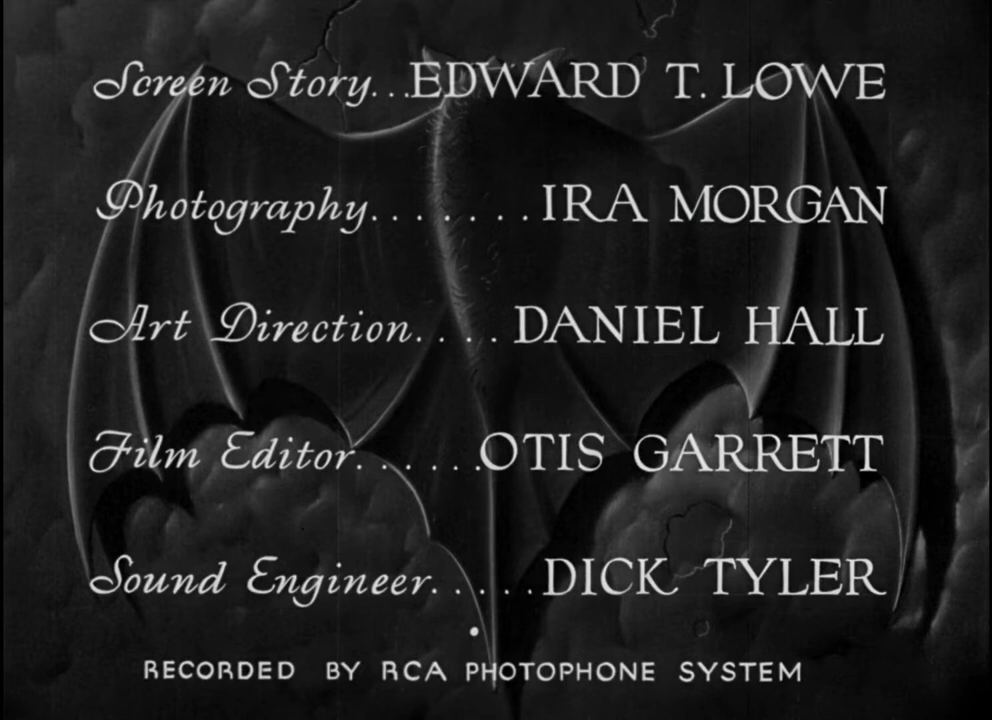 Screen Story...EDWARD T. LOWE
Photography.......IRA MORGAN
Art Direction....DANIEL HALL
Film Editor......OTIS GARRETT
Sound Engineer.....DICK TYLER
RECORDED BY RCA PHOTOPHONE SYSTEM